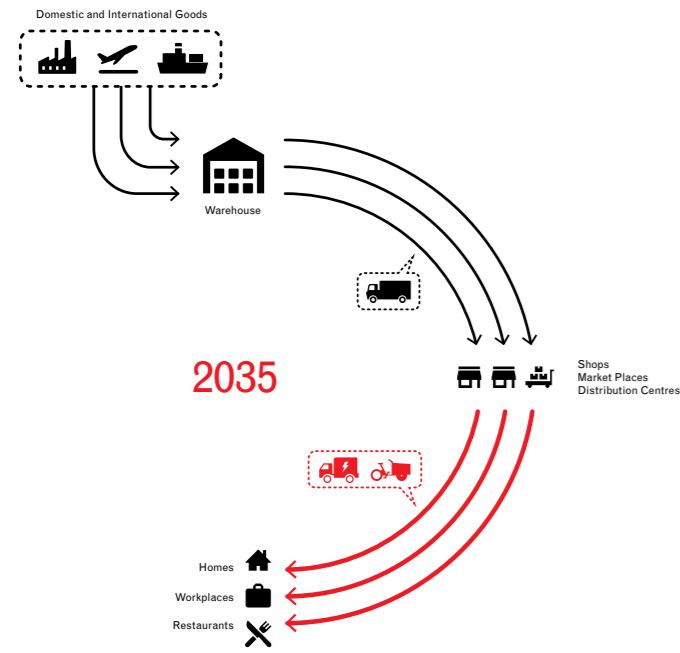 Domestic and International Goods
Warehouse
2035
Shops
Market Places
Distribution Centres
Homes
Workplaces
Restaurants